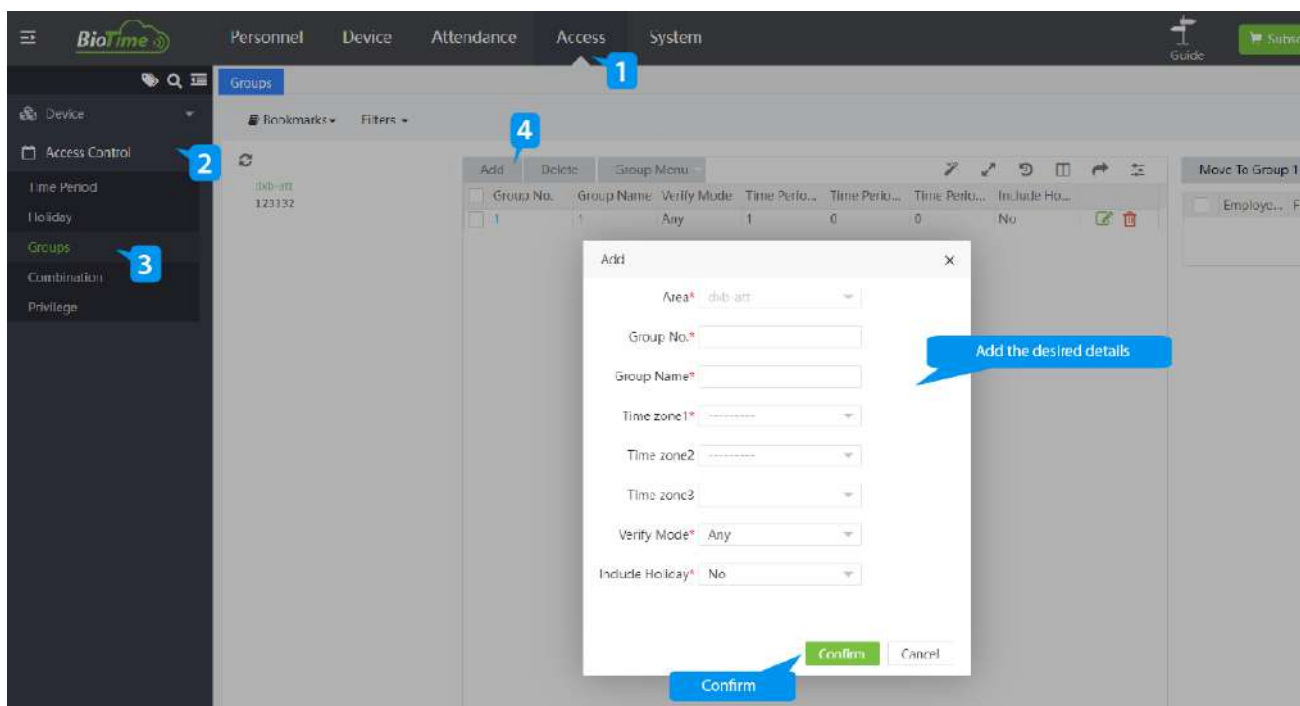 BioTime
Personnel Device Attendance Access System
Guide
1
Groups
Device
Bookmarks Filters
4
Access Control
2
Add Delete Group Menu
Move To Group 1
Time Period
dxb-att
123132
Group No. Group Name Verify Mode Time Perio... Time Perio... Time Perio... Include Ho...
Employe... F
Holiday
1 1 Any 1 0 0 No
Groups
3
Combination
Privilege
Add
Area* dxb-att
Group No.*
Add the desired details
Group Name*
Time zone1* ---------
Time zone2 ---------
Time zone3
Verify Mode* Any
Include Holiday* No
Confirm Cancel
Confirm